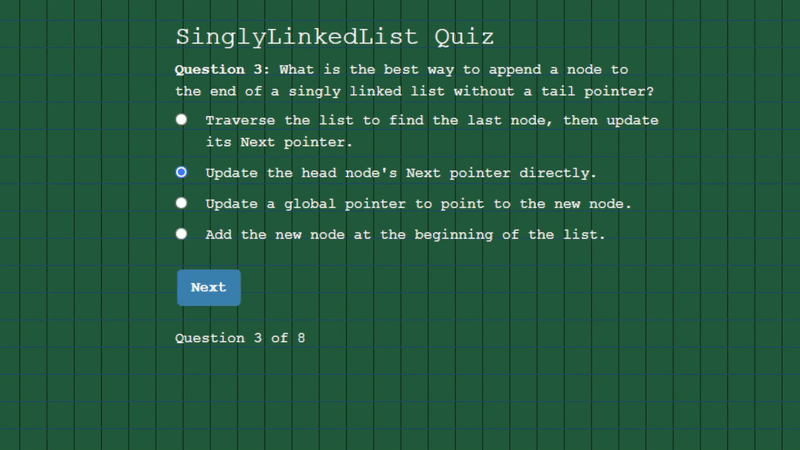 SinglyLinkedList Quiz
Question 3: What is the best way to append a node to
the end of a singly linked list without a tail pointer?
Traverse the list to find the last node, then update
its Next pointer.
Update the head node's Next pointer directly.
Update a global pointer to point to the new node.
Add the new node at the beginning of the list.
Next
Question 3 of 8